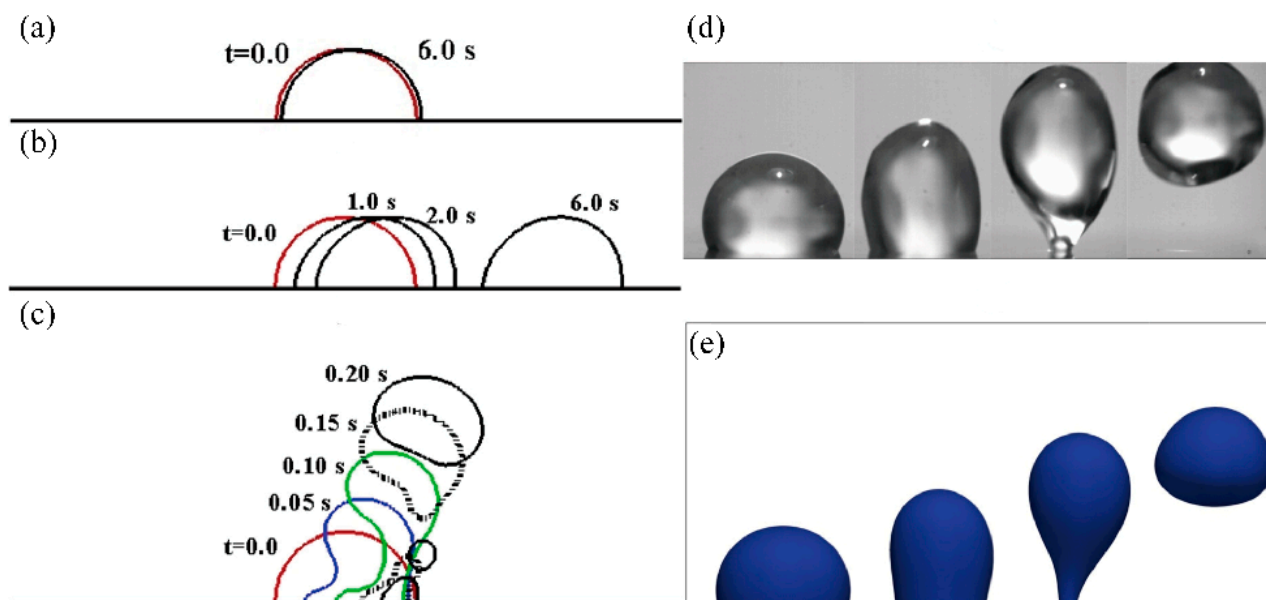 (a)
t=0.0
6.0 s
(b)
t=0.0
1.0 s
2.0 s
6.0 s
(c)
0.20 s
0.15 s
0.10 s
0.05 s
t=0.0
(d)
(e)